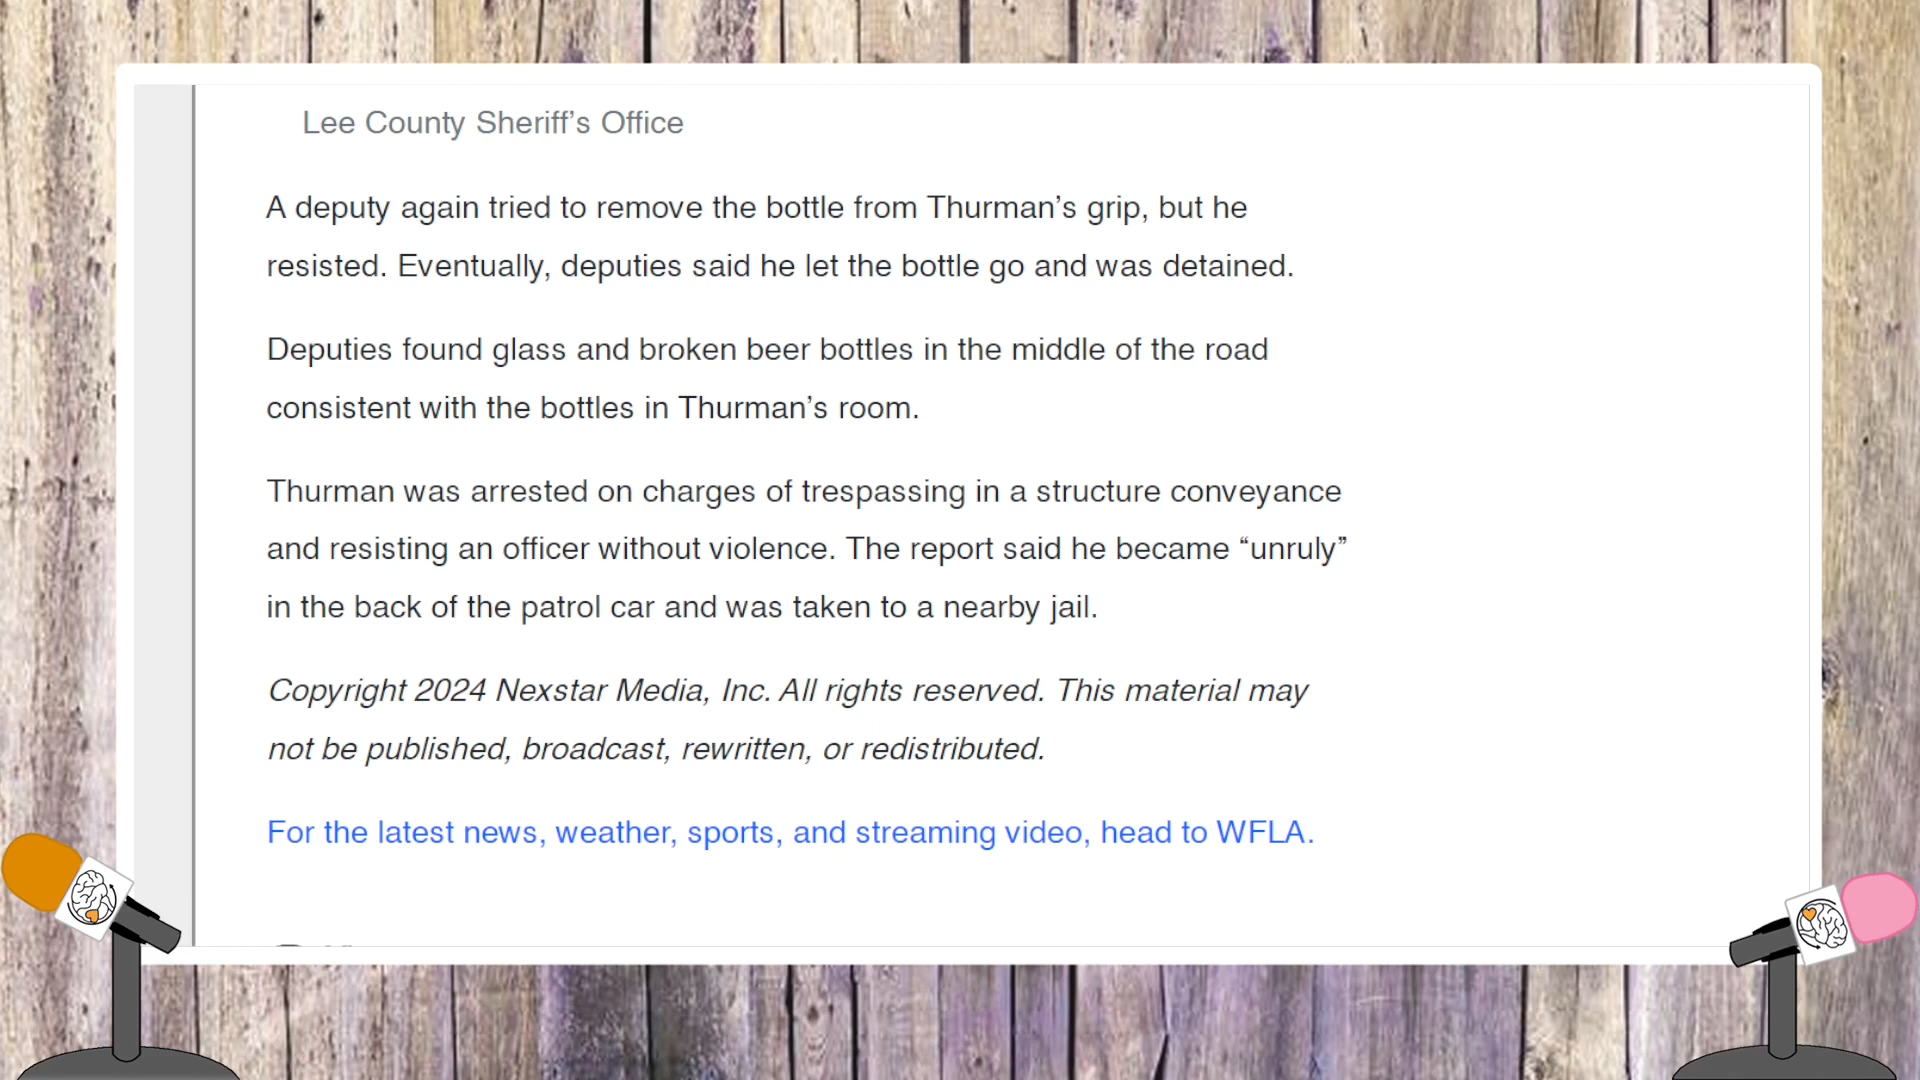 Lee County Sheriff’s Office
A deputy again tried to remove the bottle from Thurman’s grip, but he
resisted. Eventually, deputies said he let the bottle go and was detained.
Deputies found glass and broken beer bottles in the middle of the road
consistent with the bottles in Thurman’s room.
Thurman was arrested on charges of trespassing in a structure conveyance
and resisting an officer without violence. The report said he became “unruly”
in the back of the patrol car and was taken to a nearby jail.
Copyright 2024 Nexstar Media, Inc. All rights reserved. This material may
not be published, broadcast, rewritten, or redistributed.
For the latest news, weather, sports, and streaming video, head to WFLA.